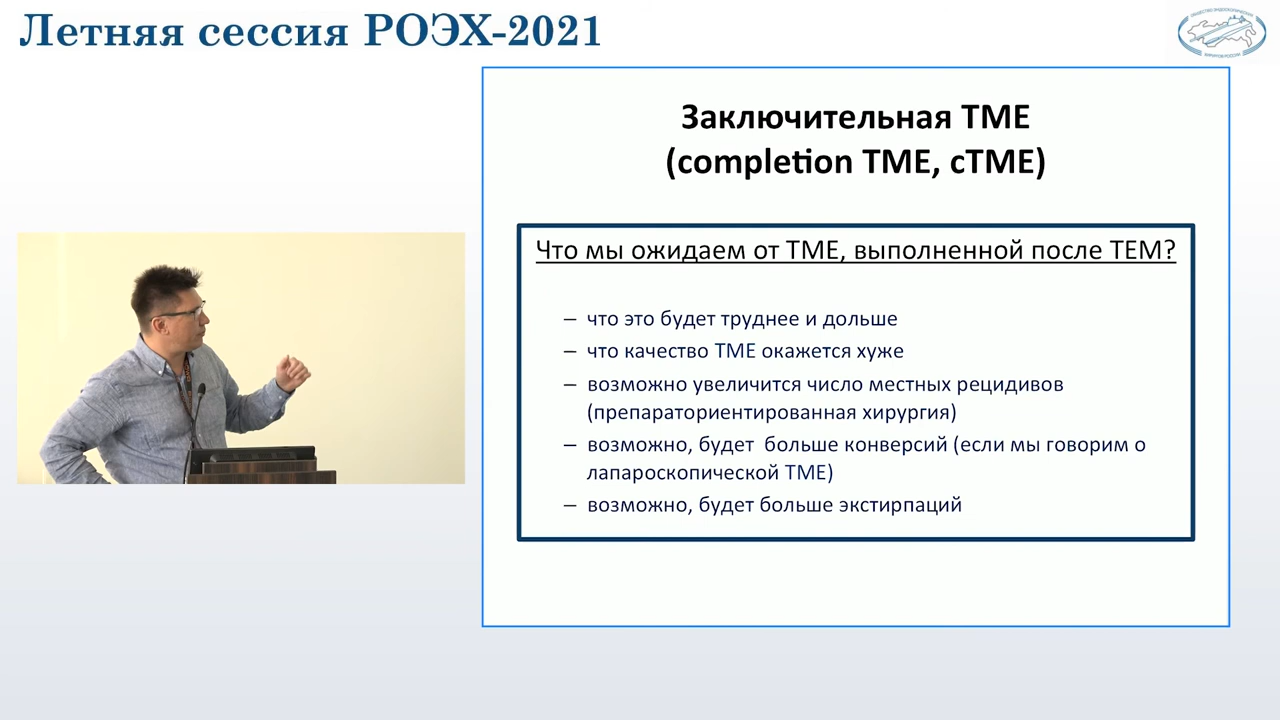 Летняя сессия РОЭХ-2021
Заключительная ТМЕ
(completion TME, cTME)
Что мы ожидаем от ТМЕ, выполненной после ТЕМ?
– что это будет труднее и дольше
– что качество ТМЕ окажется хуже
– возможно увеличится число местных рецидивов
(препараториентированная хирургия)
– возможно, будет больше конверсий (если мы говорим о
лапароскопической ТМЕ)
– возможно, будет больше экстирпаций